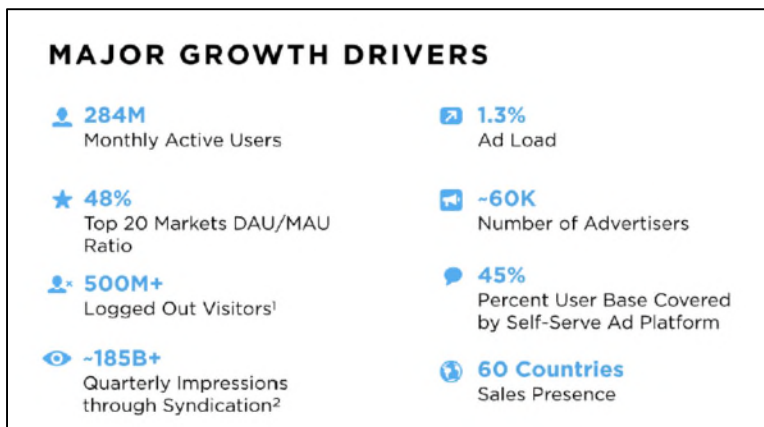 MAJOR GROWTH DRIVERS
284M
Monthly Active Users
48%
Top 20 Markets DAU/MAU
Ratio
500M+
Logged Out Visitors¹
~185B+
Quarterly Impressions
through Syndication²
1.3%
Ad Load
~60K
Number of Advertisers
45%
Percent User Base Covered
by Self-Serve Ad Platform
60 Countries
Sales Presence